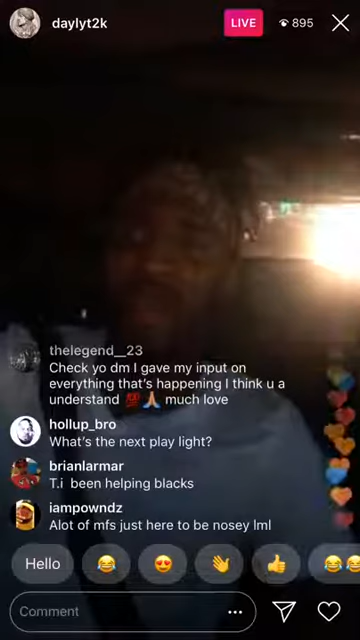 daylyt2k LIVE 895
thelegend__23
Check yo dm I gave my input on
everything that's happening I think u a
understand 💯🙏🏽 much love
hollup_bro
What's the next play light?
brianlarmar
T.i been helping blacks
iampowndz
Alot of mfs just here to be nosey lml
Hello
Comment